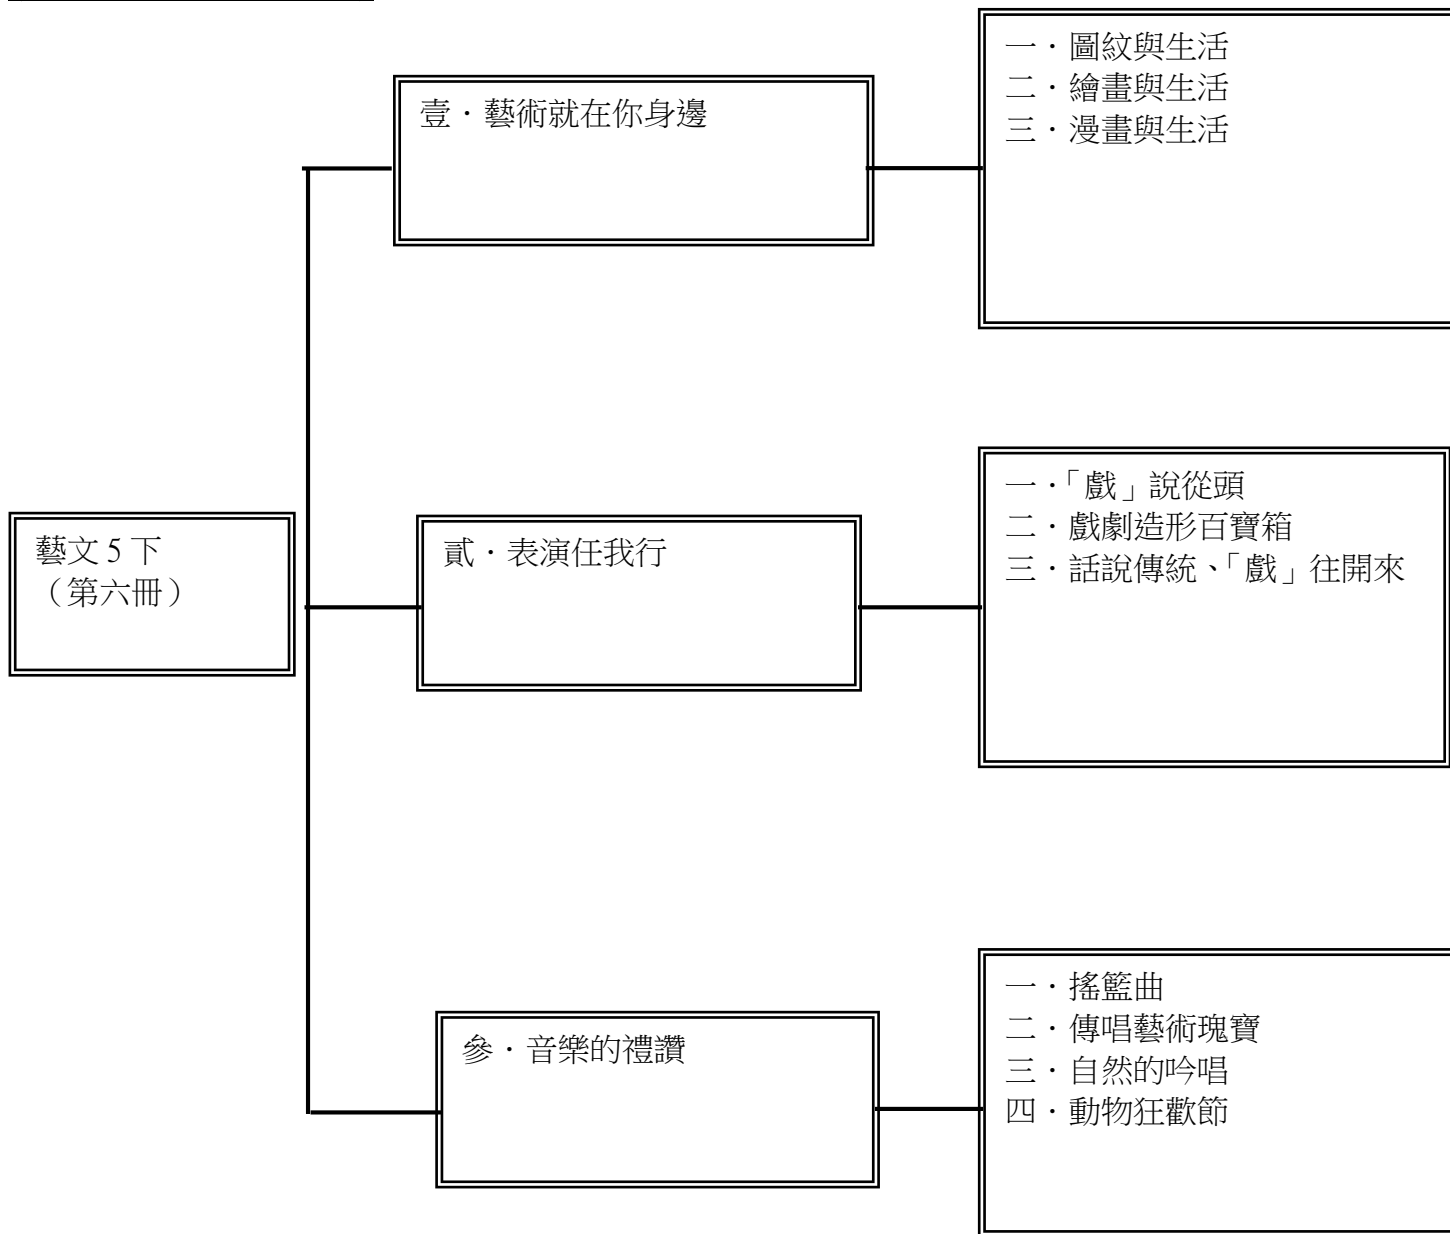 藝文 5 下
（第六冊）
壹．藝術就在你身邊
一．圖紋與生活
二．繪畫與生活
三．漫畫與生活
貳．表演任我行
一．「戲」說從頭
二．戲劇造形百寶箱
三．話說傳統、「戲」往開來
參．音樂的禮讚
一．搖籃曲
二．傳唱藝術瑰寶
三．自然的吟唱
四．動物狂歡節